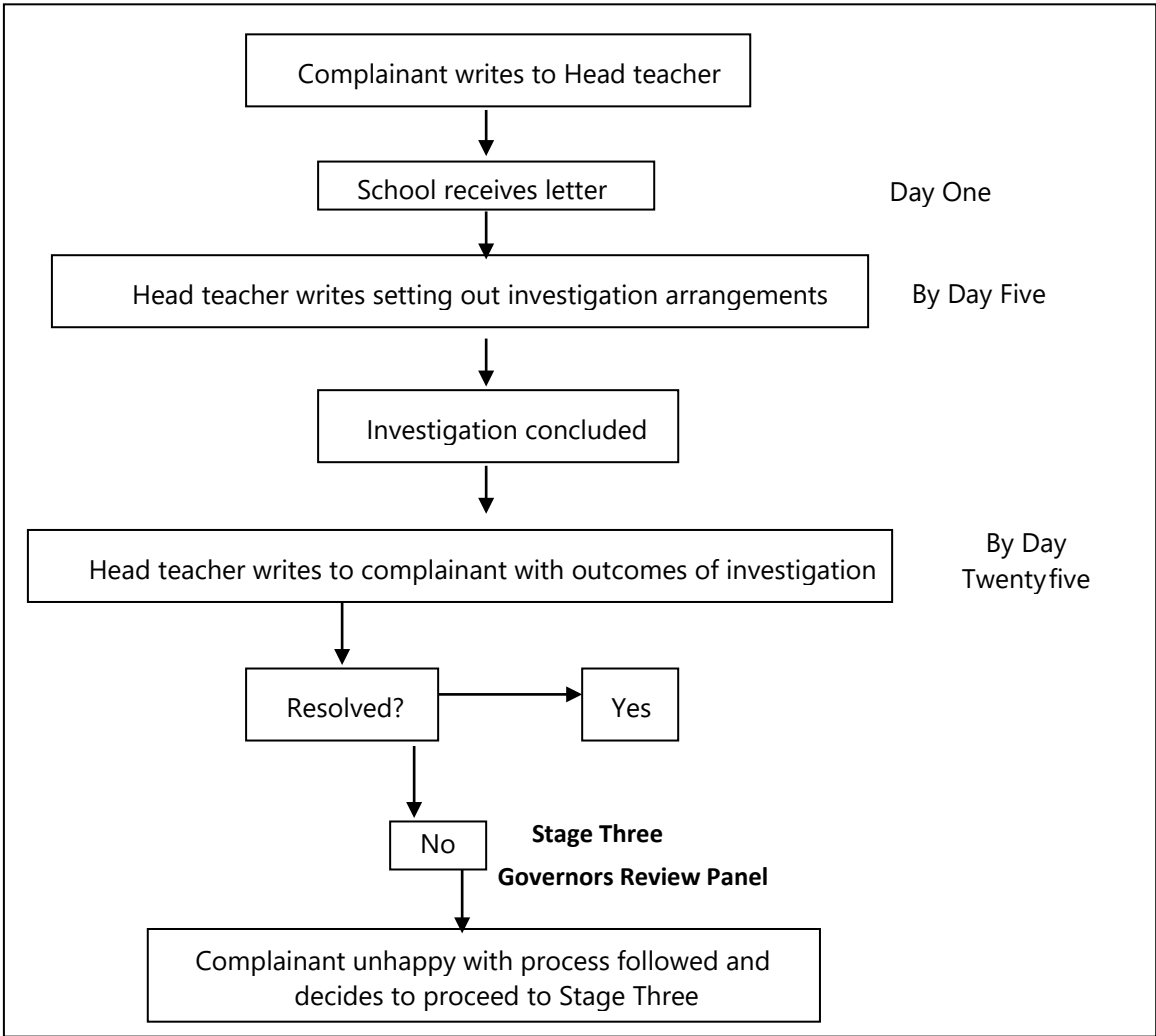 Complainant writes to Head teacher
School receives letter
Day One
Head teacher writes setting out investigation arrangements
By Day Five
Investigation concluded
Head teacher writes to complainant with outcomes of investigation
By Day
Twentyfive
Resolved?
Yes
No
Stage Three
Governors Review Panel
Complainant unhappy with process followed and
decides to proceed to Stage Three